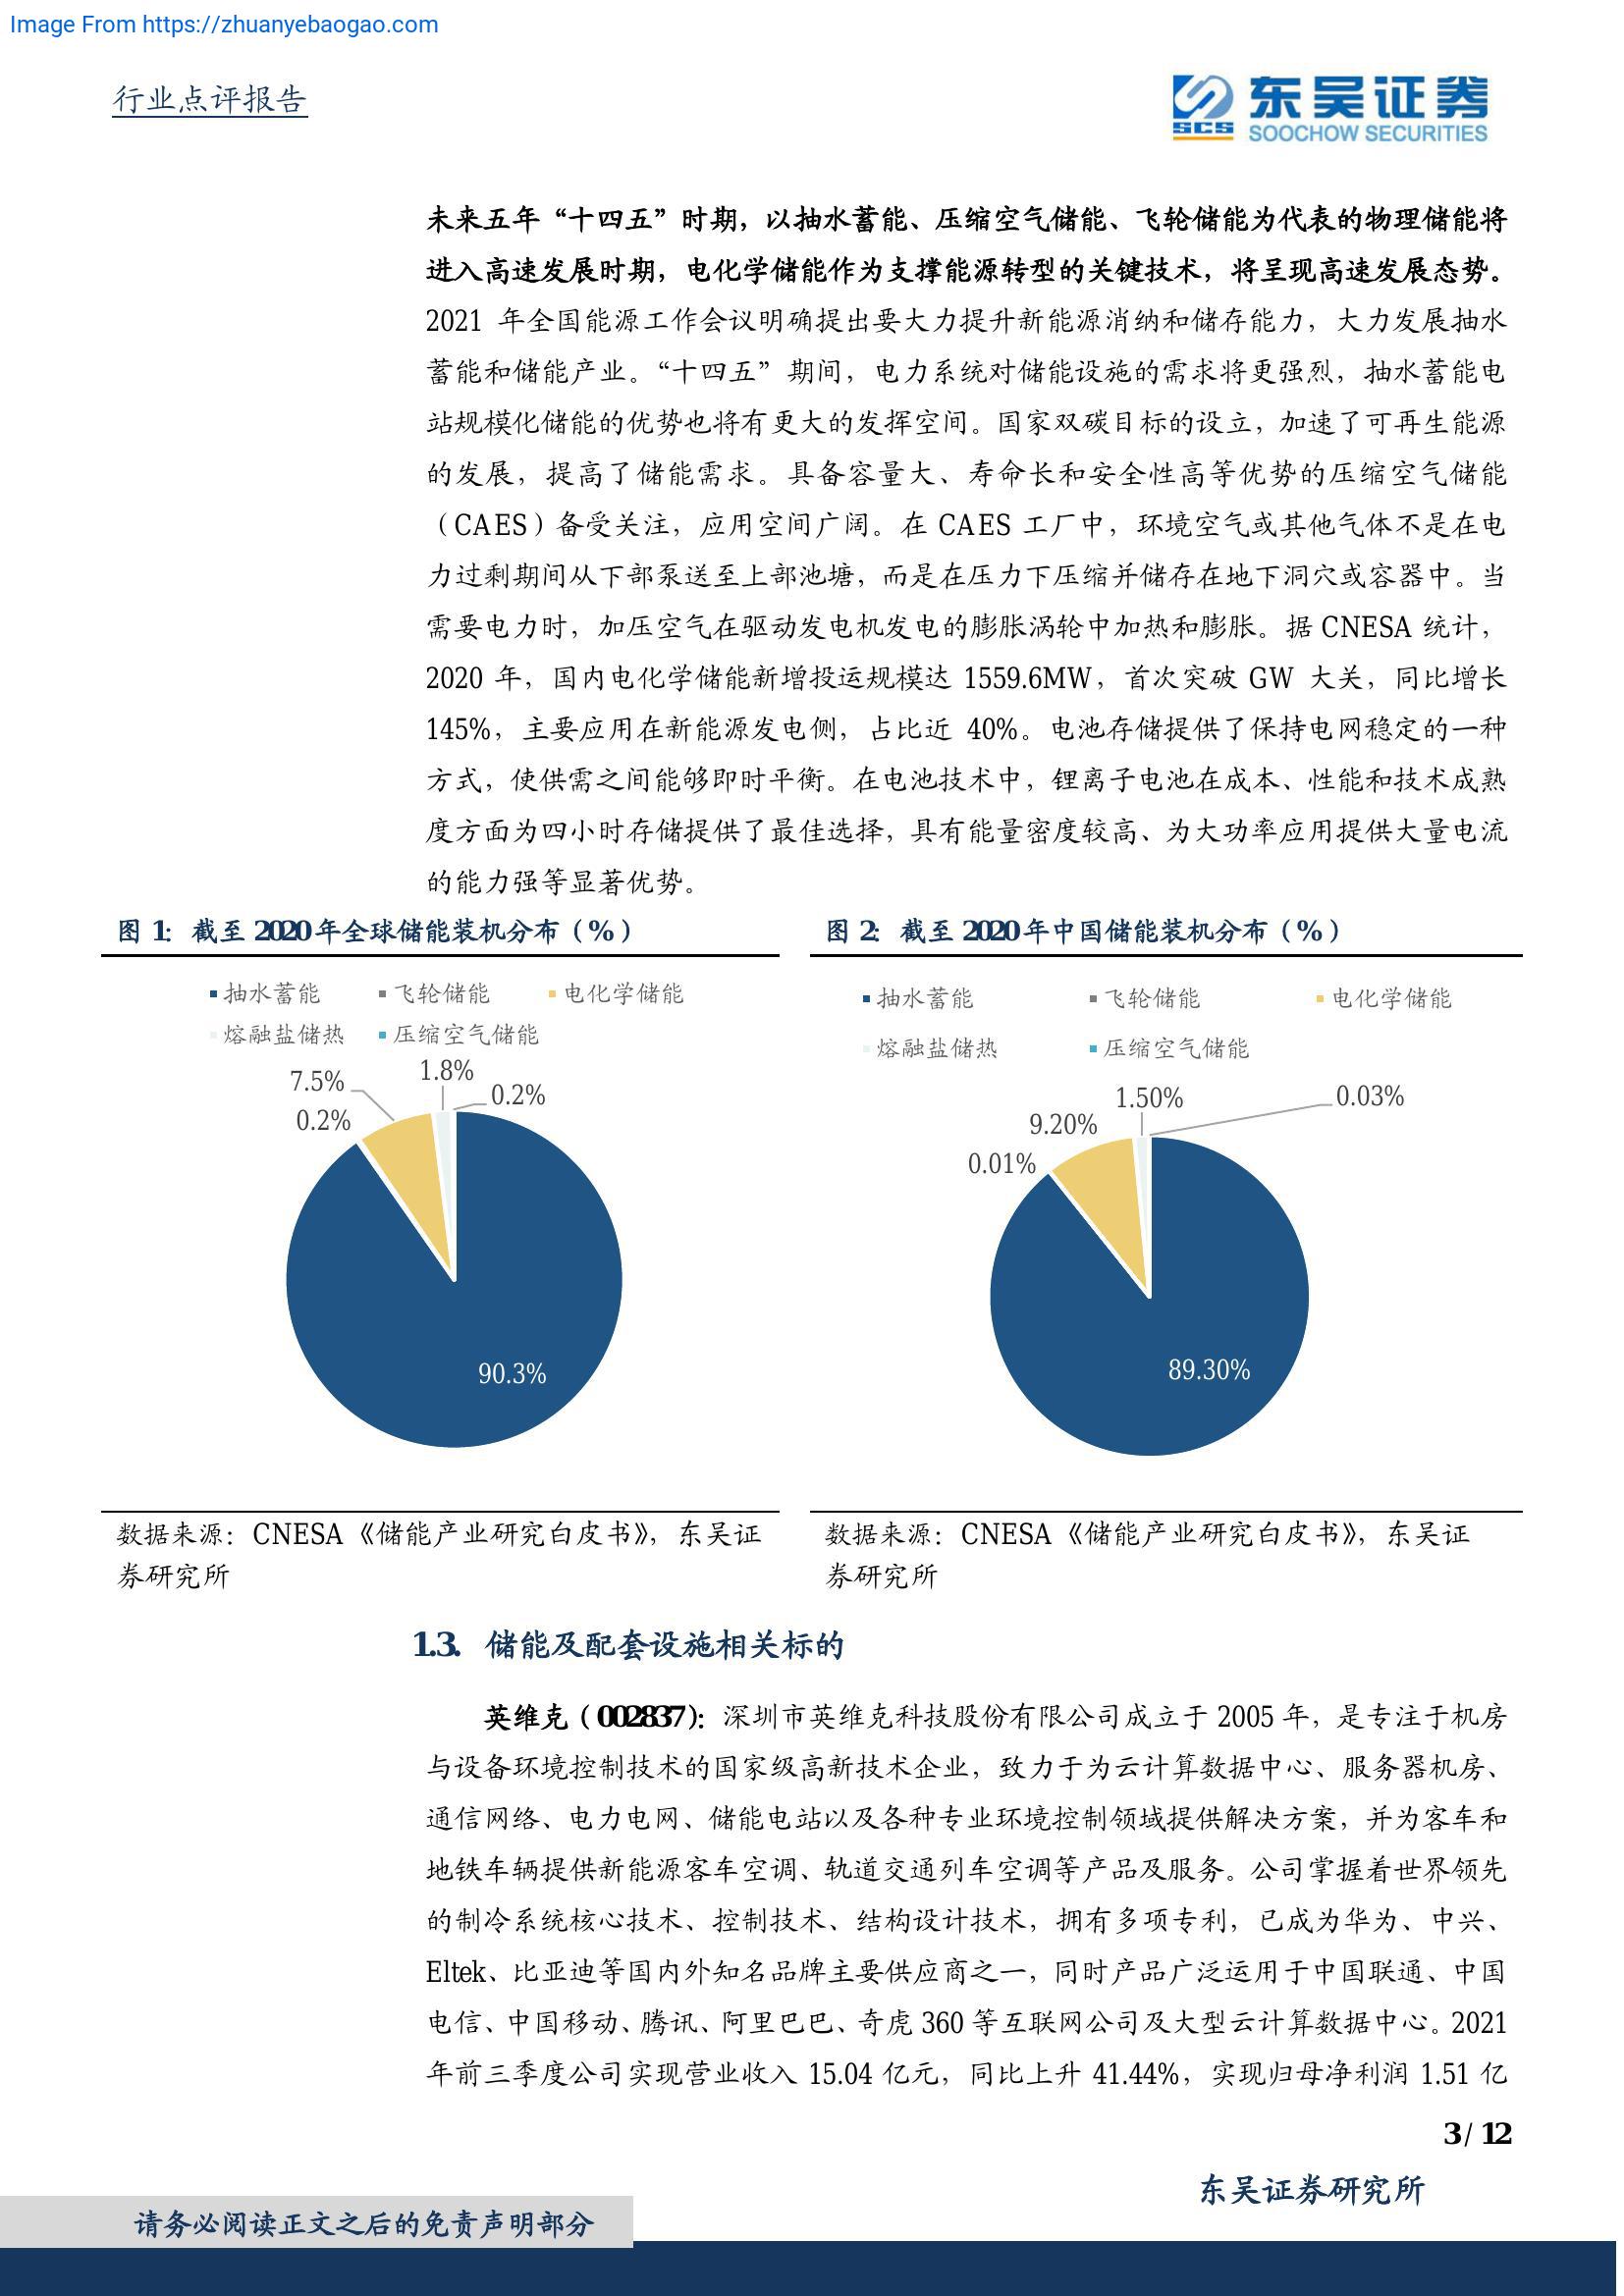 Image From https://zhuanyebaogao.com
行业点评报告
SCS
东吴证券
SOOCHOW SECURITIES
未来五年“十四五”时期，以抽水蓄能、压缩空气储能、飞轮储能为代表的物理储能将
进入高速发展时期，电化学储能作为支撑能源转型的关键技术，将呈现高速发展态势。
2021 年全国能源工作会议明确提出要大力提升新能源消纳和储存能力，大力发展抽水
蓄能和储能产业。“十四五”期间，电力系统对储能设施的需求将更强烈，抽水蓄能电
站规模化储能的优势也将有更大的发挥空间。国家双碳目标的设立，加速了可再生能源
的发展，提高了储能需求。具备容量大、寿命长和安全性高等优势的压缩空气储能
（CAES）备受关注，应用空间广阔。在 CAES 工厂中，环境空气或其他气体不是在电
力过剩期间从下部泵送至上部池塘，而是在压力下压缩并储存在地下洞穴或容器中。当
需要电力时，加压空气在驱动发电机发电的膨胀涡轮中加热和膨胀。据 CNESA 统计，
2020 年，国内电化学储能新增投运规模达 1559.6MW，首次突破 GW 大关，同比增长
145%，主要应用在新能源发电侧，占比近 40%。电池存储提供了保持电网稳定的一种
方式，使供需之间能够即时平衡。在电池技术中，锂离子电池在成本、性能和技术成熟
度方面为四小时存储提供了最佳选择，具有能量密度较高、为大功率应用提供大量电流
的能力强等显著优势。
图 1：截至 2020 年全球储能装机分布（%）
抽水蓄能 飞轮储能 电化学储能
熔融盐储热 压缩空气储能
7.5% 1.8%
0.2% 0.2%
90.3%
数据来源：CNESA《储能产业研究白皮书》，东吴证
券研究所
图 2：截至 2020 年中国储能装机分布（%）
抽水蓄能 飞轮储能 电化学储能
熔融盐储热 压缩空气储能
1.50% 0.03%
9.20%
0.01%
89.30%
数据来源：CNESA《储能产业研究白皮书》，东吴证
券研究所
1.3. 储能及配套设施相关标的
英维克（002837）：深圳市英维克科技股份有限公司成立于 2005 年，是专注于机房
与设备环境控制技术的国家级高新技术企业，致力于为云计算数据中心、服务器机房、
通信网络、电力电网、储能电站以及各种专业环境控制领域提供解决方案，并为客车和
地铁车辆提供新能源客车空调、轨道交通列车空调等产品及服务。公司掌握着世界领先
的制冷系统核心技术、控制技术、结构设计技术，拥有多项专利，已成为华为、中兴、
Eltek、比亚迪等国内外知名品牌主要供应商之一，同时产品广泛运用于中国联通、中国
电信、中国移动、腾讯、阿里巴巴、奇虎 360 等互联网公司及大型云计算数据中心。2021
年前三季度公司实现营业收入 15.04 亿元，同比上升 41.44%，实现归母净利润 1.51 亿
3 / 12
东吴证券研究所
请务必阅读正文之后的免责声明部分